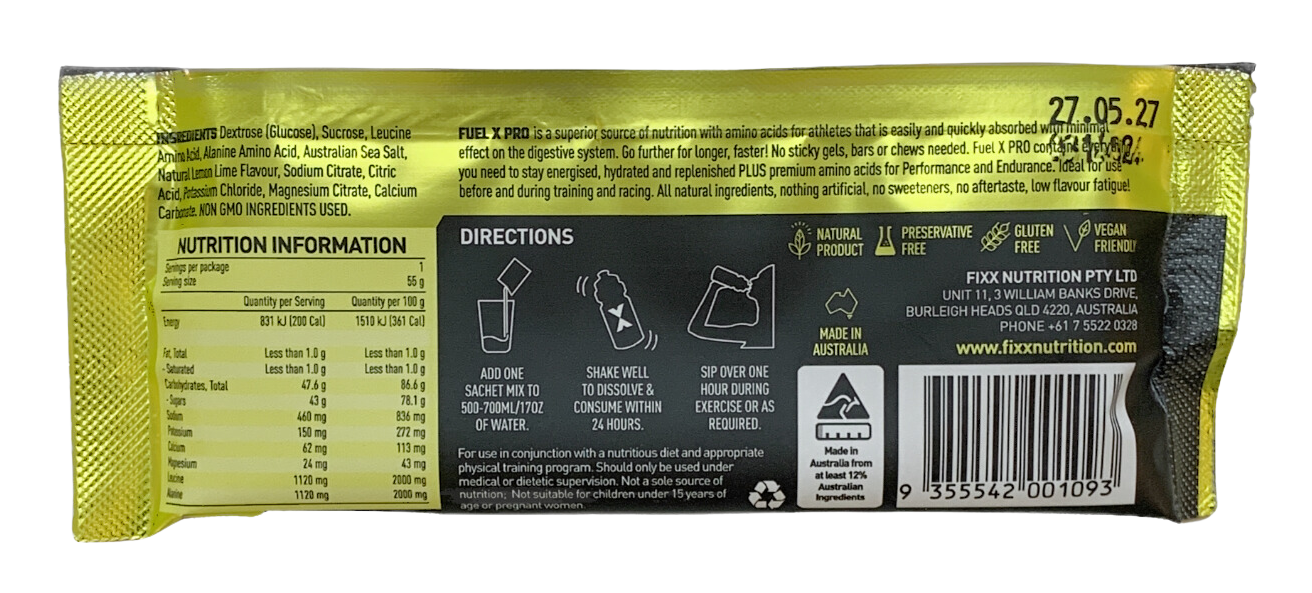 27.05.27
INGREDIENTS Dextrose (Glucose), Sucrose, Leucine
Amino Acid, Alanine Amino Acid, Australian Sea Salt,
Natural Lemon Lime Flavour, Sodium Citrate, Citric
Acid, Potassium Chloride, Magnesium Citrate, Calcium
Carbonate. NON GMO INGREDIENTS USED.
FUEL X PRO is a superior source of nutrition with amino acids for athletes that is easily and quickly absorbed with minimal
effect on the digestive system. Go further for longer, faster! No sticky gels, bars or chews needed. Fuel X PRO contains everything
you need to stay energised, hydrated and replenished PLUS premium amino acids for Performance and Endurance. Ideal for use
before and during training and racing. All natural ingredients, nothing artificial, no sweeteners, no aftertaste, low flavour fatigue!
NUTRITION INFORMATION
Servings per package 1
Serving size 55 g
Quantity per Serving Quantity per 100 g
Energy 831 kJ (200 Cal) 1510 kJ (361 Cal)
Fat, Total Less than 1.0 g Less than 1.0 g
- Saturated Less than 1.0 g Less than 1.0 g
Carbohydrates, Total 47.6 g 86.6 g
- Sugars 43 g 78.1 g
Sodium 460 mg 836 mg
Potassium 150 mg 272 mg
Calcium 62 mg 113 mg
Magnesium 24 mg 43 mg
Leucine 1120 mg 2000 mg
Alanine 1120 mg 2000 mg
DIRECTIONS
ADD ONE
SACHET MIX TO
500-700ML/17OZ
OF WATER.
X
SHAKE WELL
TO DISSOLVE &
CONSUME WITHIN
24 HOURS.
SIP OVER ONE
HOUR DURING
EXERCISE OR AS
REQUIRED.
For use in conjunction with a nutritious diet and appropriate
physical training program. Should only be used under
medical or dietetic supervision. Not a sole source of
nutrition; Not suitable for children under 15 years of
age or pregnant women.
NATURAL
PRODUCT
PRESERVATIVE
FREE
GLUTEN
FREE
VEGAN
FRIENDLY
FIXX NUTRITION PTY LTD
UNIT 11, 3 WILLIAM BANKS DRIVE,
BURLEIGH HEADS QLD 4220, AUSTRALIA
PHONE +61 7 5522 0328
www.fixxnutrition.com
MADE IN
AUSTRALIA
Made in
Australia from
at least 12%
Australian
Ingredients
9 355542 001093